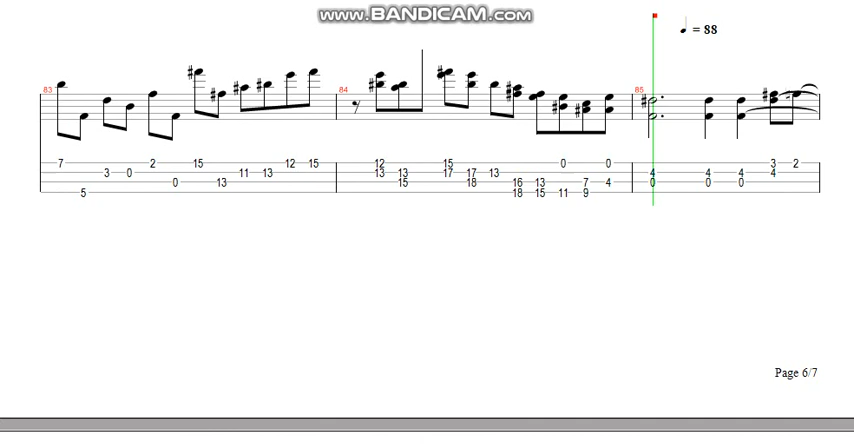 www.BANDICAM.com
= 88
83 84 85
7 2 15 12 15 12 15 0 0 3 2
3 0 11 13 13 13 17 17 13 4 4 4 4
0 13 15 18 16 13 7 4 0 0 0
5 18 15 11 9
Page 6/7